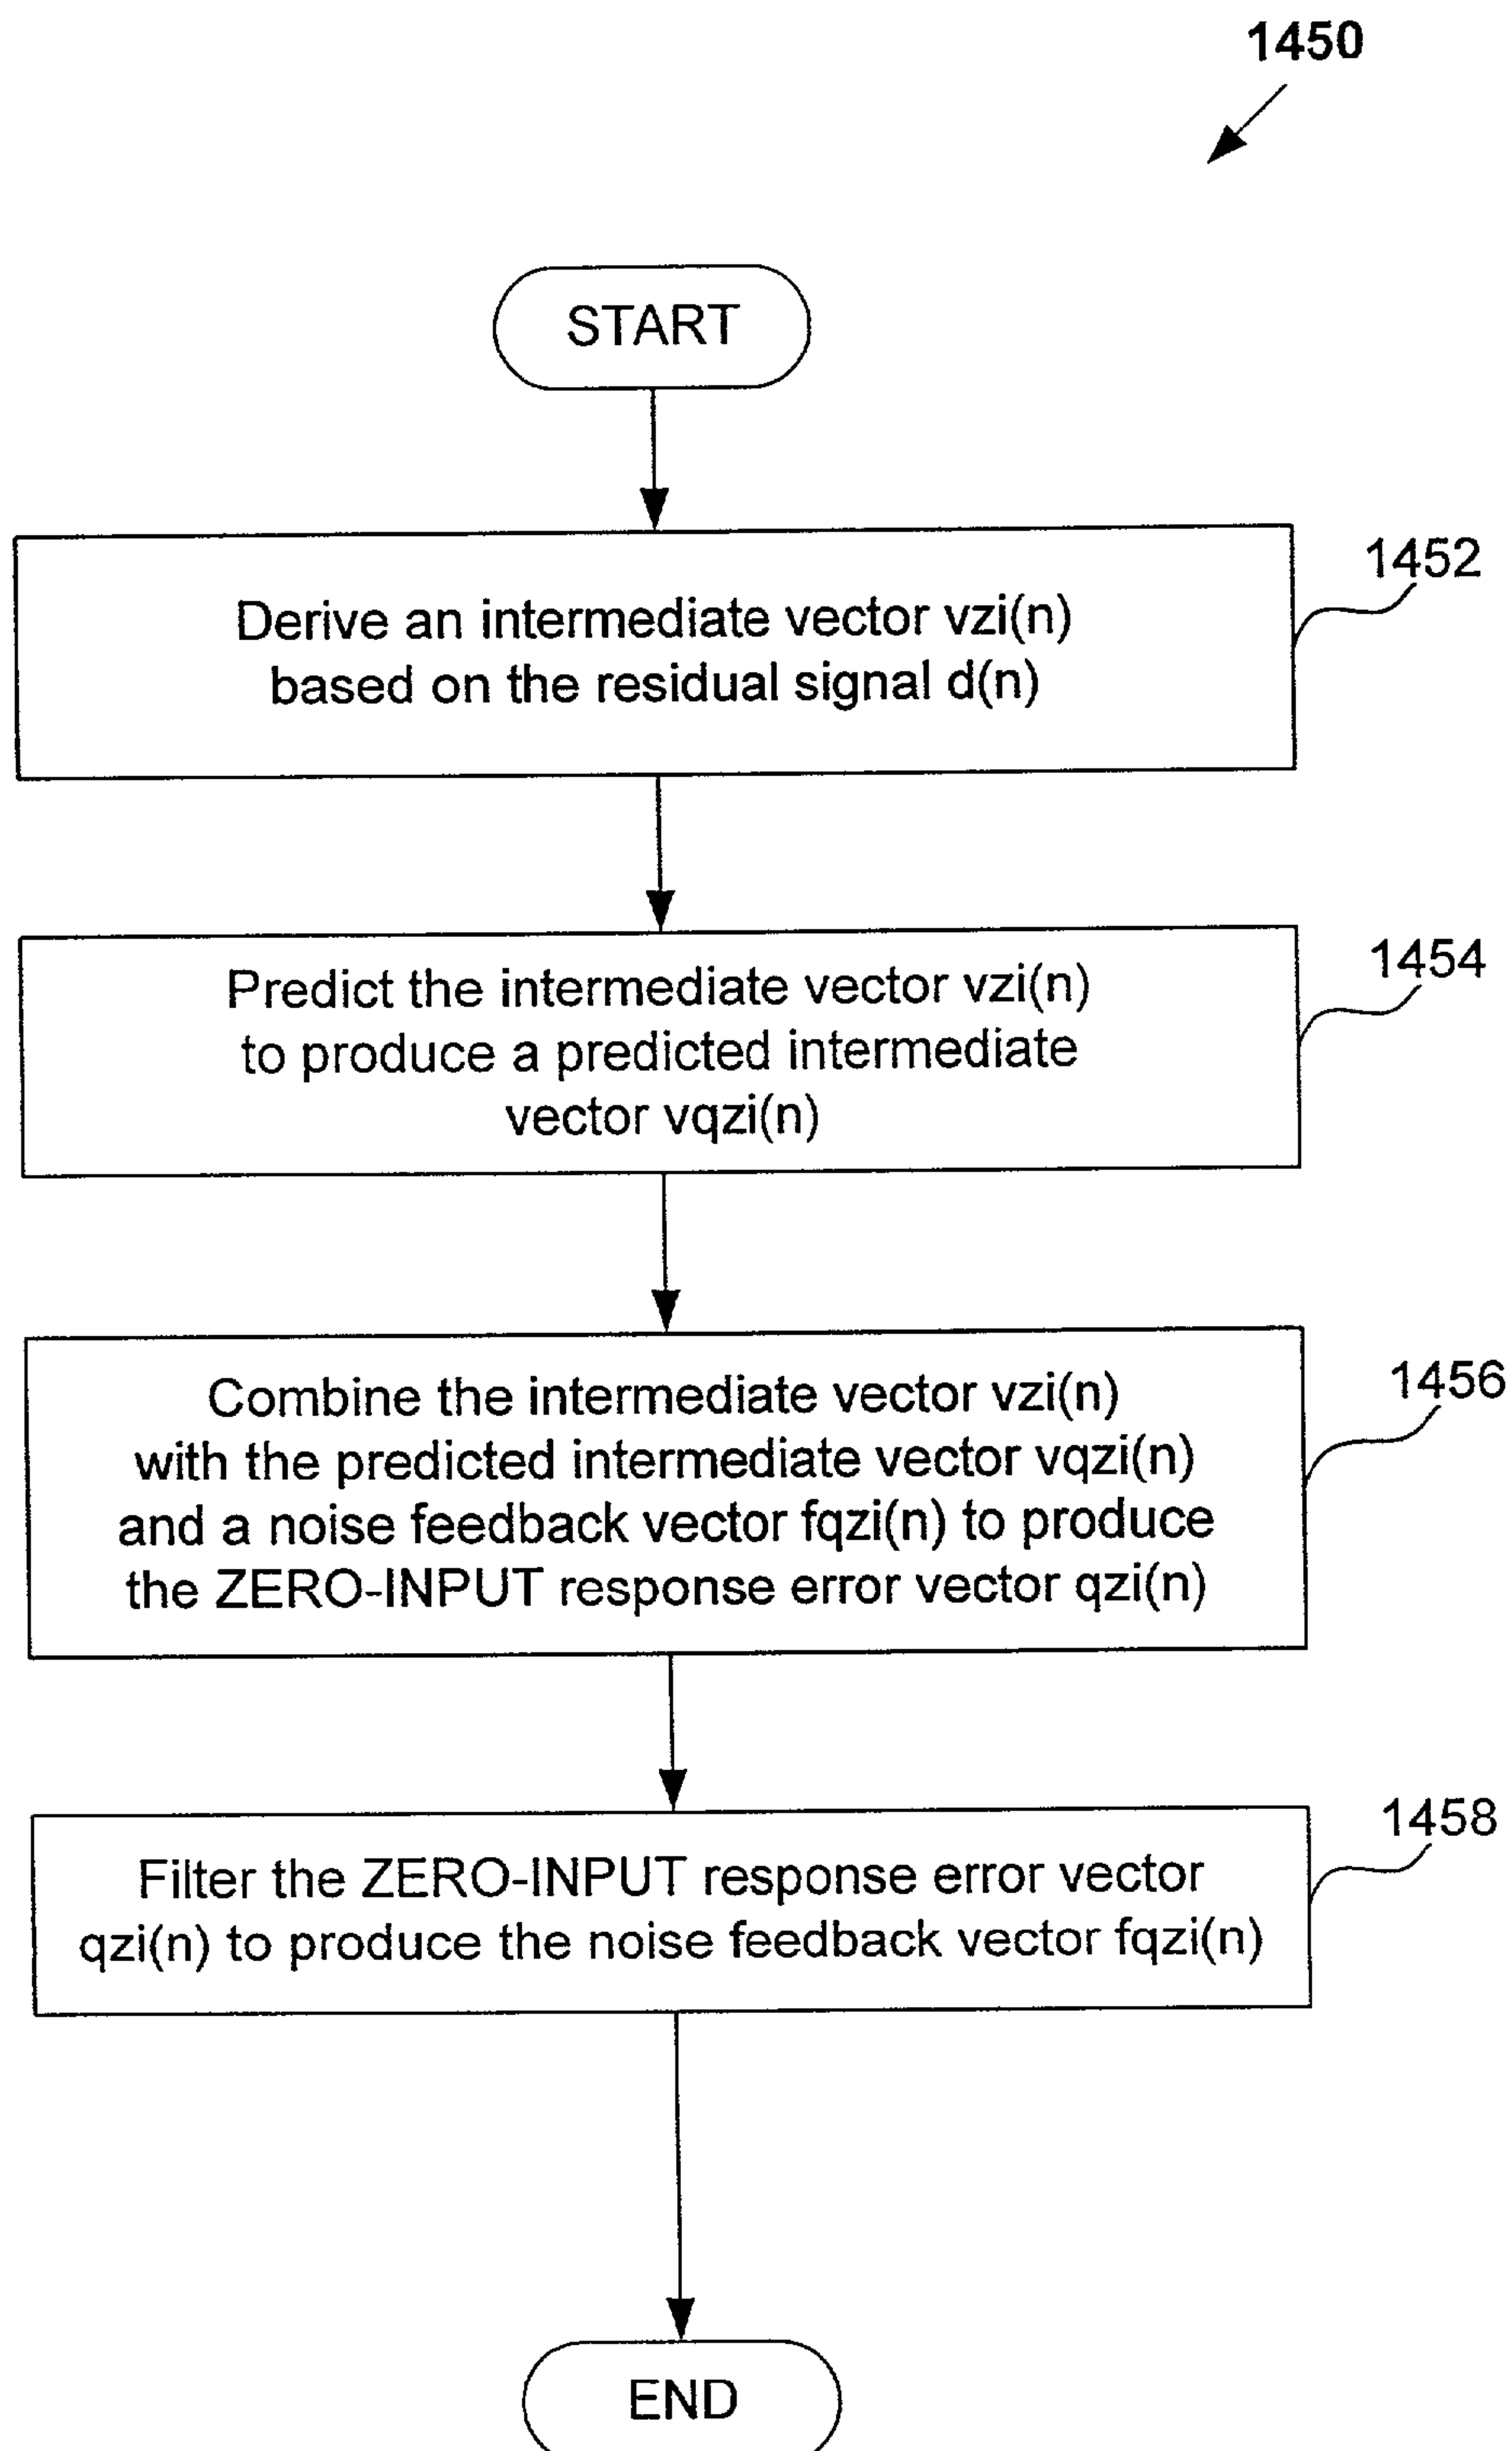 1450
START
1452
Derive an intermediate vector vzi(n)
based on the residual signal d(n)
1454
Predict the intermediate vector vzi(n)
to produce a predicted intermediate
vector vqzi(n)
1456
Combine the intermediate vector vzi(n)
with the predicted intermediate vector vqzi(n)
and a noise feedback vector fqzi(n) to produce
the ZERO-INPUT response error vector qzi(n)
1458
Filter the ZERO-INPUT response error vector
qzi(n) to produce the noise feedback vector fqzi(n)
END